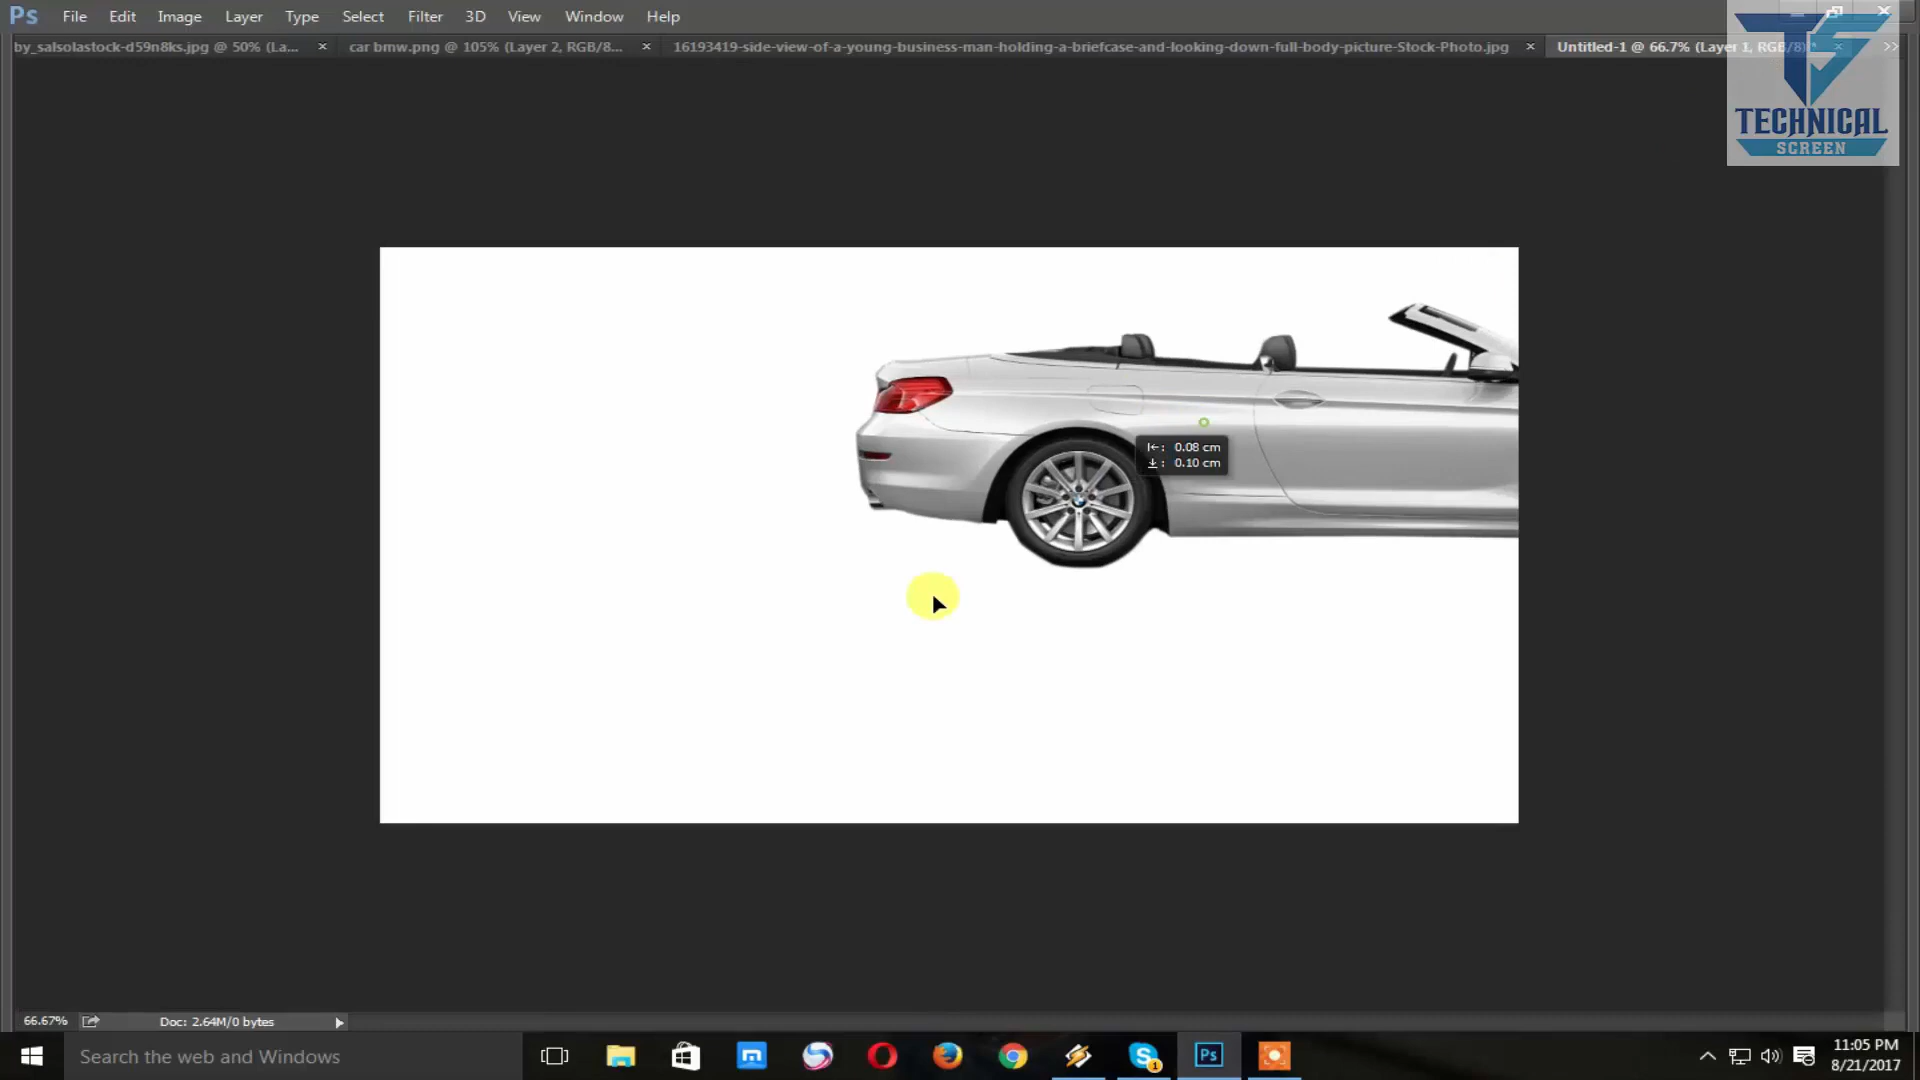 Ps File Edit Image Layer Type Select Filter 3D View Window Help
by_salsolastock-d59n8ks.jpg @ 50% (La... × car bmw.png @ 105% (Layer 2, RGB/8... × 16193419-side-view-of-a-young-business-man-holding-a-briefcase-and-looking-down-full-body-picture-Stock-Photo.jpg × Untitled-1 @ 66.7% (Layer 1, RGB/8) * × >>
TS
TECHNICAL
SCREEN
0.08 cm
0.10 cm
66.67% Doc: 2.64M/0 bytes
Search the web and Windows
1
Ps
11:05 PM
8/21/2017